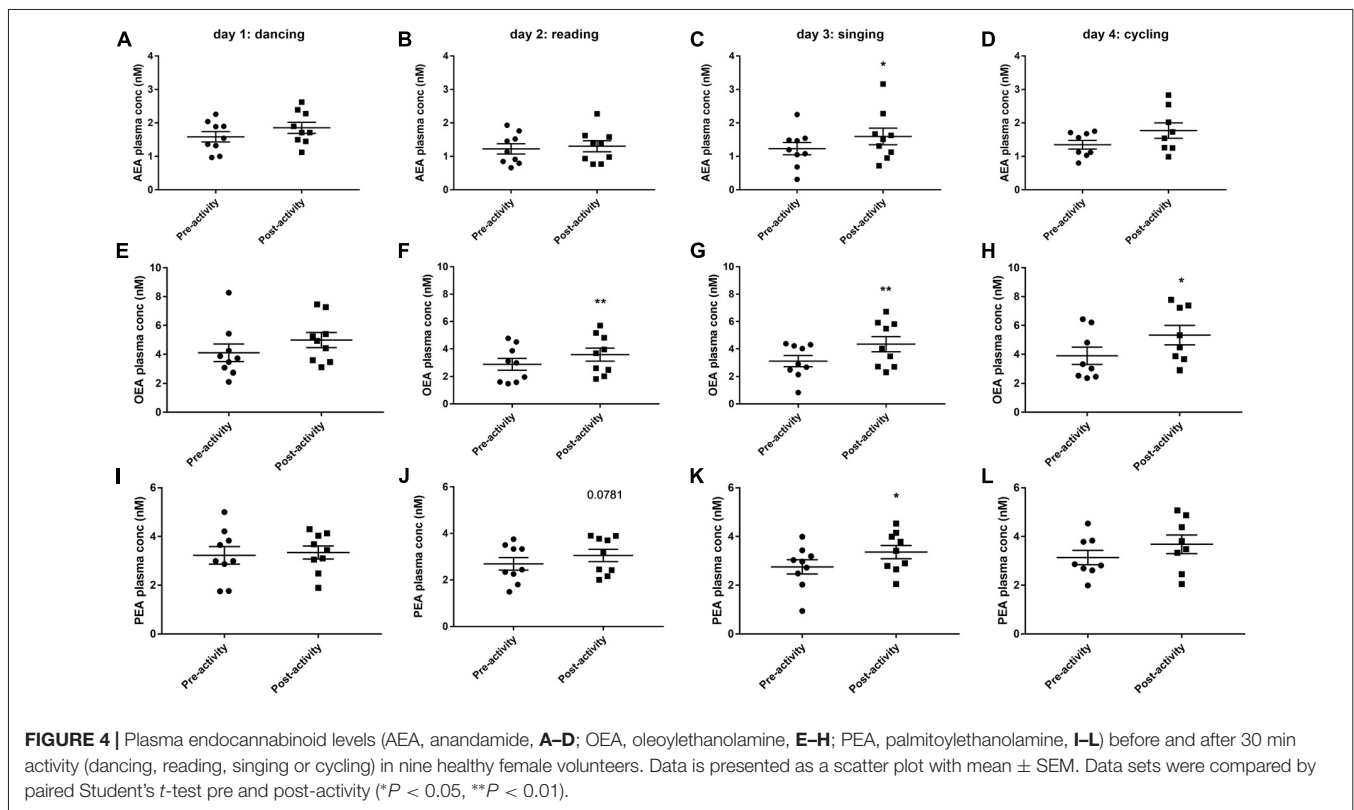 A day 1: dancing B day 2: reading C day 3: singing D day 4: cycling
4 4 4 4
*
3 3 3 3
2 2 2 2
1 1 1 1
0 0 0 0
AEA plasma conc (nM) AEA plasma conc (nM) AEA plasma conc (nM) AEA plasma conc (nM)
Pre-activity Post-activity Pre-activity Post-activity Pre-activity Post-activity Pre-activity Post-activity
E F G H
10 10 10 10
** ** *
8 8 8 8
6 6 6 6
4 4 4 4
2 2 2 2
0 0 0 0
OEA plasma conc (nM) OEA plasma conc (nM) OEA plasma conc (nM) OEA plasma conc (nM)
Pre-activity Post-activity Pre-activity Post-activity Pre-activity Post-activity Pre-activity Post-activity
I J K L
6 6 6 6
0.0781 *
4 4 4 4
2 2 2 2
0 0 0 0
PEA plasma conc (nM) PEA plasma conc (nM) PEA plasma conc (nM) PEA plasma conc (nM)
Pre-activity Post-activity Pre-activity Post-activity Pre-activity Post-activity Pre-activity Post-activity
FIGURE 4 | Plasma endocannabinoid levels (AEA, anandamide, A–D; OEA, oleoylethanolamine, E–H; PEA, palmitoylethanolamine, I–L) before and after 30 min
activity (dancing, reading, singing or cycling) in nine healthy female volunteers. Data is presented as a scatter plot with mean ± SEM. Data sets were compared by
paired Student's t-test pre and post-activity (*P < 0.05, **P < 0.01).